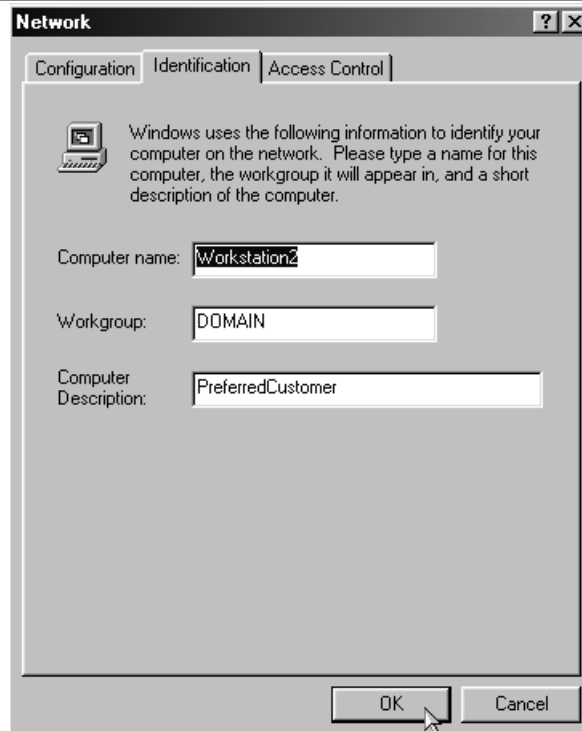 Network
Configuration Identification Access Control
Windows uses the following information to identify your
computer on the network. Please type a name for this
computer, the workgroup it will appear in, and a short
description of the computer.
Computer name: Workstation2
Workgroup: DOMAIN
Computer
Description: PreferredCustomer
OK Cancel